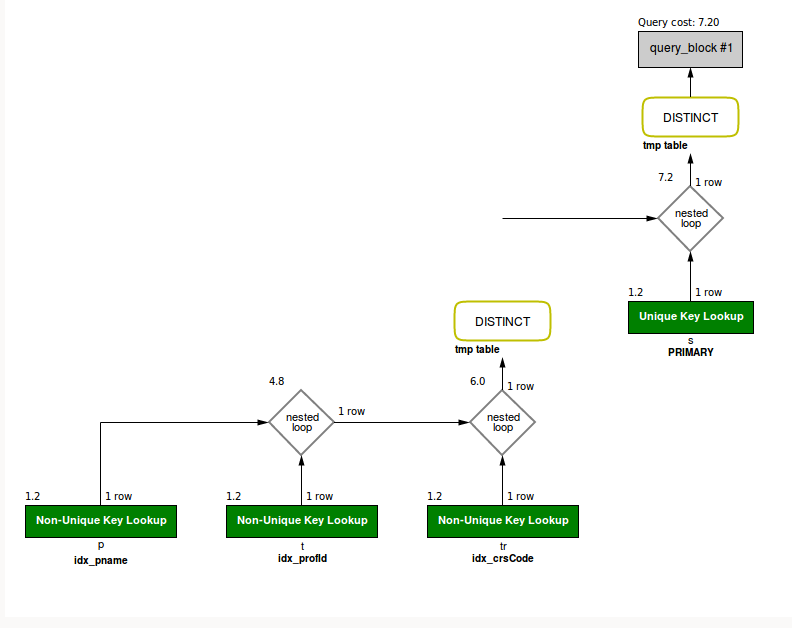 Query cost: 7.20
query_block #1
DISTINCT
tmp table
7.2
1 row
nested
loop
1.2
1 row
Unique Key Lookup
s
PRIMARY
DISTINCT
tmp table
4.8
6.0
1 row
nested
loop
1 row
nested
loop
1.2
1 row
1.2
1 row
1.2
1 row
Non-Unique Key Lookup
Non-Unique Key Lookup
Non-Unique Key Lookup
p
t
tr
idx_pname
idx_profId
idx_crsCode